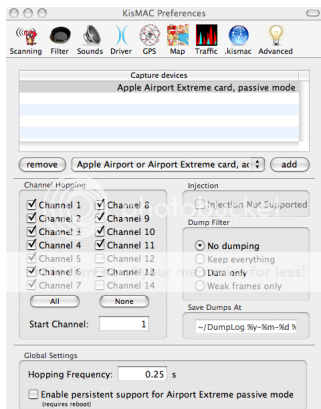 KisMAC Preferences
Scanning Filter Sounds Driver GPS Map Traffic .kismac Advanced
Capture devices
Apple Airport Extreme card, passive mode
remove Apple Airport or Airport Extreme card, ac add
Channel Hopping
Channel 1 Channel 8
Channel 2 Channel 9
Channel 3 Channel 10
Channel 4 Channel 11
Channel 5 Channel 12
Channel 6 Channel 13
Channel 7 Channel 14
All None
Start Channel: 1
Injection
Injection Not Supported
Dump Filter
No dumping
Keep everything
Data only
Weak frames only
Save Dumps At
~/DumpLog %y-%m-%d %
Global Settings
Hopping Frequency: 0.25 s
Enable persistent support for Airport Extreme passive mode
(requires reboot)
photobucket
for less!